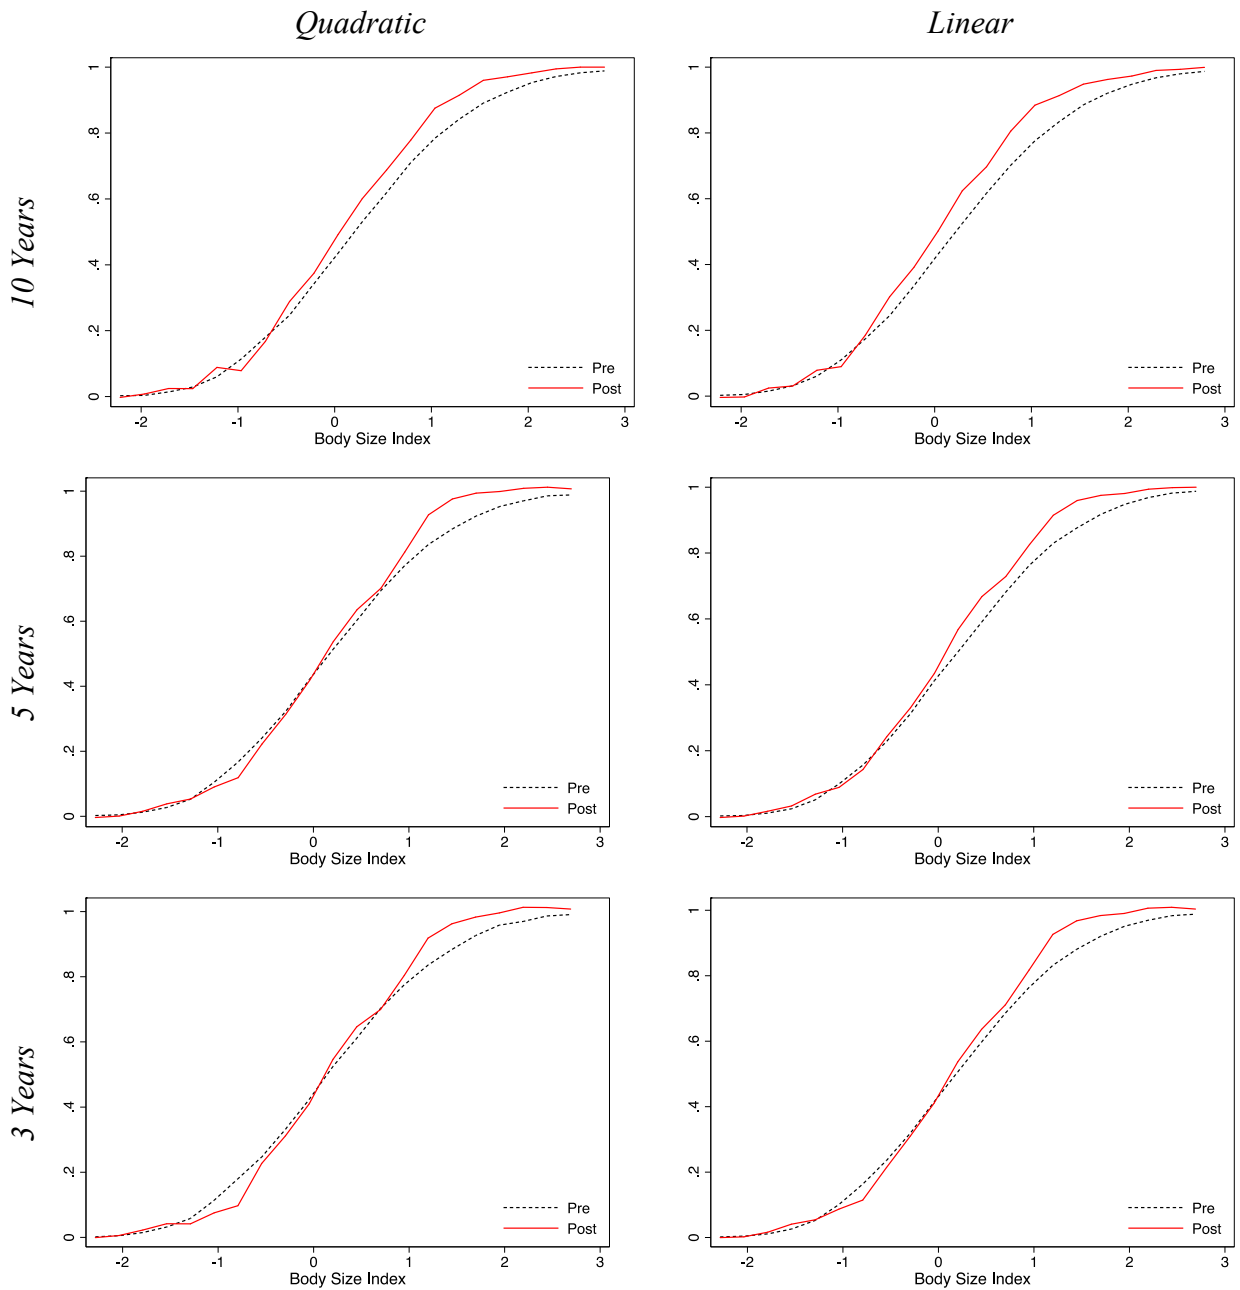 Quadratic Linear
10 Years
0 .2 .4 .6 .8 1
-2 -1 0 1 2 3
Body Size Index
Pre
Post
0 .2 .4 .6 .8 1
-2 -1 0 1 2 3
Body Size Index
Pre
Post
5 Years
0 .2 .4 .6 .8 1
-2 -1 0 1 2 3
Body Size Index
Pre
Post
0 .2 .4 .6 .8 1
-2 -1 0 1 2 3
Body Size Index
Pre
Post
3 Years
0 .2 .4 .6 .8 1
-2 -1 0 1 2 3
Body Size Index
Pre
Post
0 .2 .4 .6 .8 1
-2 -1 0 1 2 3
Body Size Index
Pre
Post